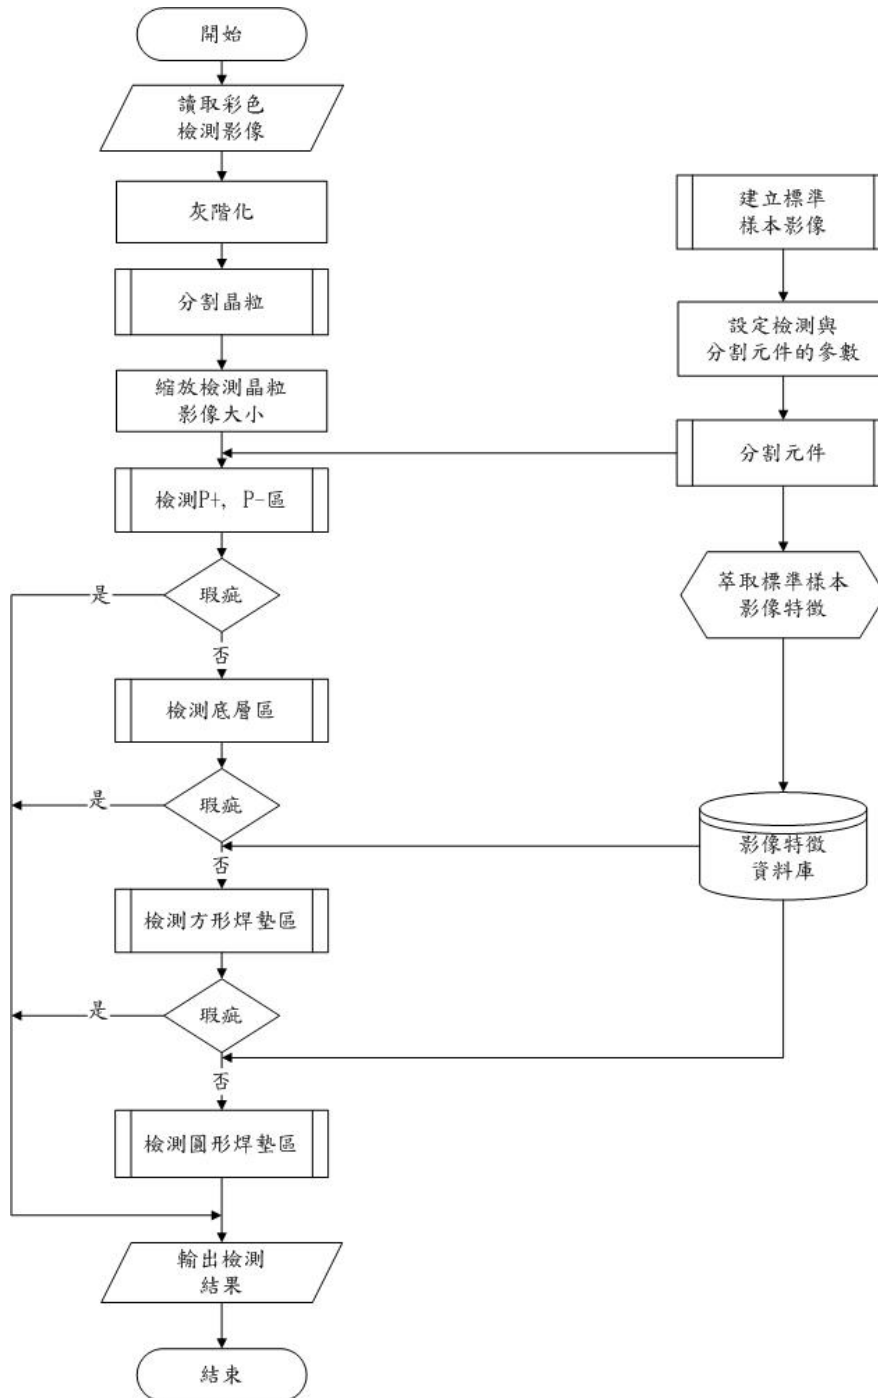 開始
讀取彩色
檢測影像
灰階化
分割晶粒
縮放檢測晶粒
影像大小
檢測P+, P-區
瑕疵
是
否
檢測底層區
瑕疵
是
否
檢測方形焊墊區
瑕疵
是
否
檢測圓形焊墊區
輸出檢測
結果
結束
建立標準
樣本影像
設定檢測與
分割元件的參數
分割元件
萃取標準樣本
影像特徵
影像特徵
資料庫